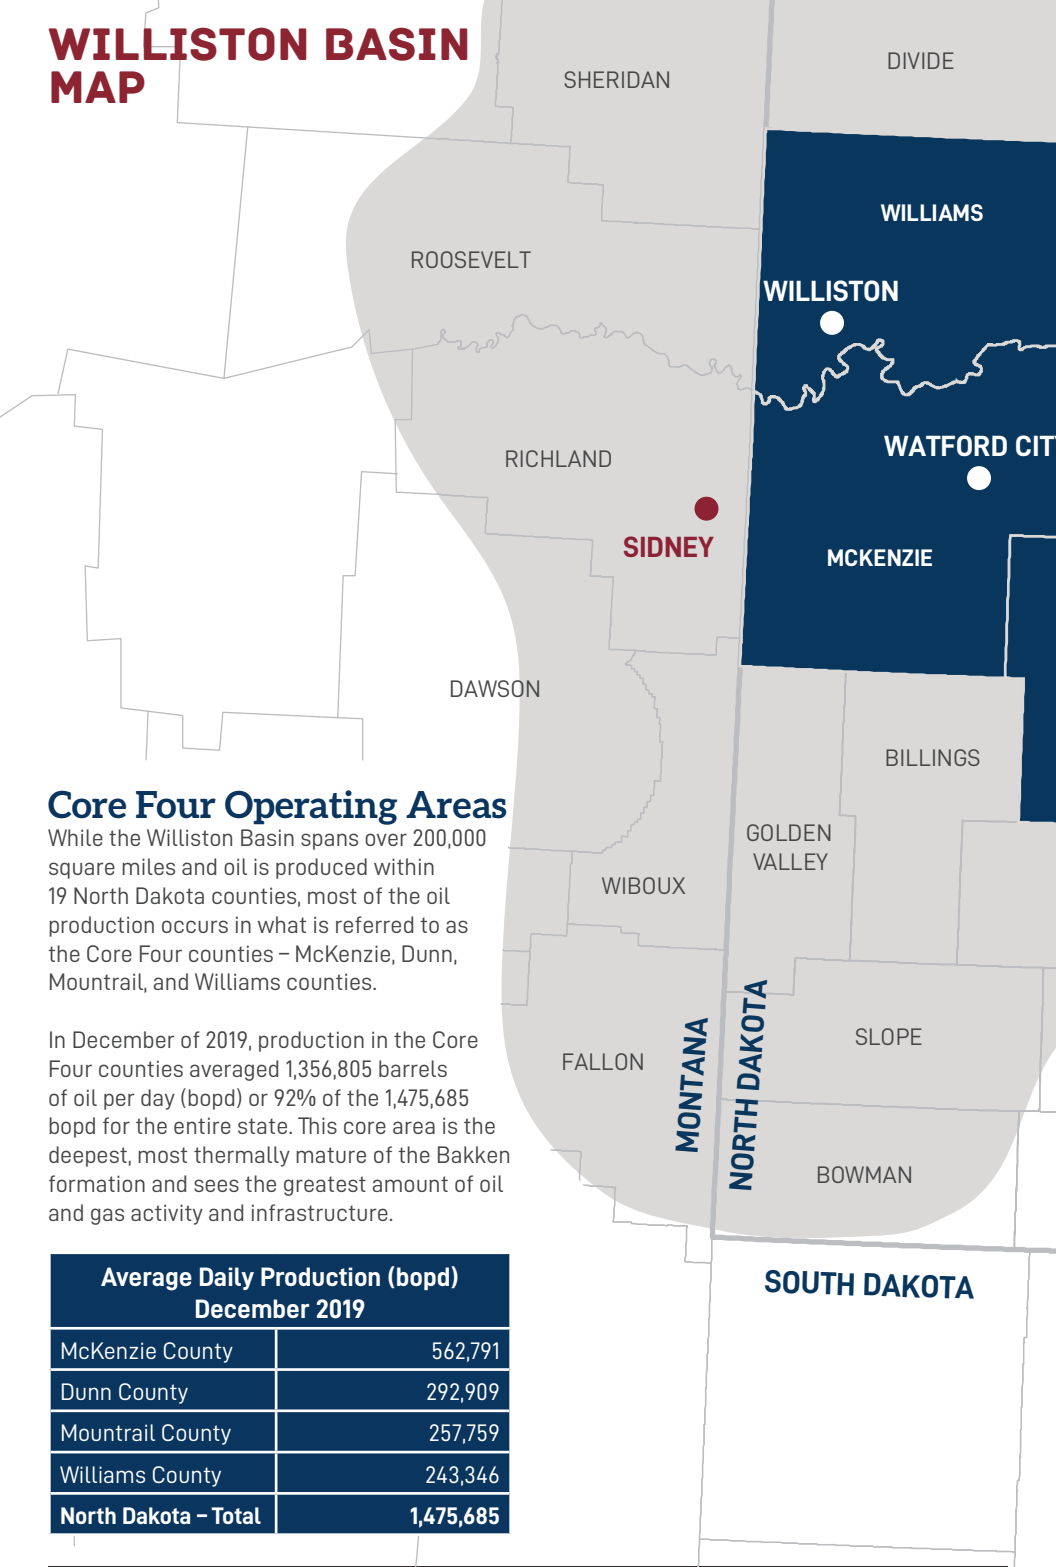 WILLISTON BASIN
MAP
SHERIDAN
DIVIDE
WILLIAMS
ROOSEVELT
WILLISTON
WATFORD CIT
RICHLAND
SIDNEY
MCKENZIE
DAWSON
BILLINGS
GOLDEN
VALLEY
WIBOUX
SLOPE
FALLON
MONTANA
NORTH DAKOTA
BOWMAN
SOUTH DAKOTA
Core Four Operating Areas
While the Williston Basin spans over 200,000
square miles and oil is produced within
19 North Dakota counties, most of the oil
production occurs in what is referred to as
the Core Four counties – McKenzie, Dunn,
Mountrail, and Williams counties.
In December of 2019, production in the Core
Four counties averaged 1,356,805 barrels
of oil per day (bopd) or 92% of the 1,475,685
bopd for the entire state. This core area is the
deepest, most thermally mature of the Bakken
formation and sees the greatest amount of oil
and gas activity and infrastructure.
Average Daily Production (bopd)
December 2019
McKenzie County 562,791
Dunn County 292,909
Mountrail County 257,759
Williams County 243,346
North Dakota – Total 1,475,685